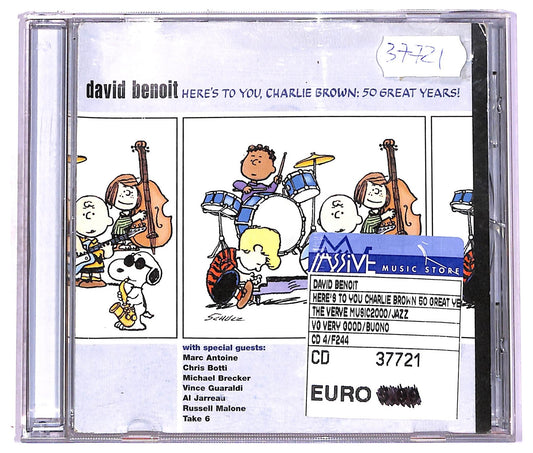 37721
david benoit HERE'S TO YOU, CHARLIE BROWN: 50 GREAT YEARS!
SCHULZ
MASSIVE MUSIC STORE
DAVID BENOIT
HERE'S TO YOU CHARLIE BROWN 50 GREAT YE
THE VERVE MUSIC2000/JAZZ
VO VERY GOOD/BUONO
CD 4/F244
CD 37721
EURO
with special guests:
Marc Antoine
Chris Botti
Michael Brecker
Vince Guaraldi
Al Jarreau
Russell Malone
Take 6